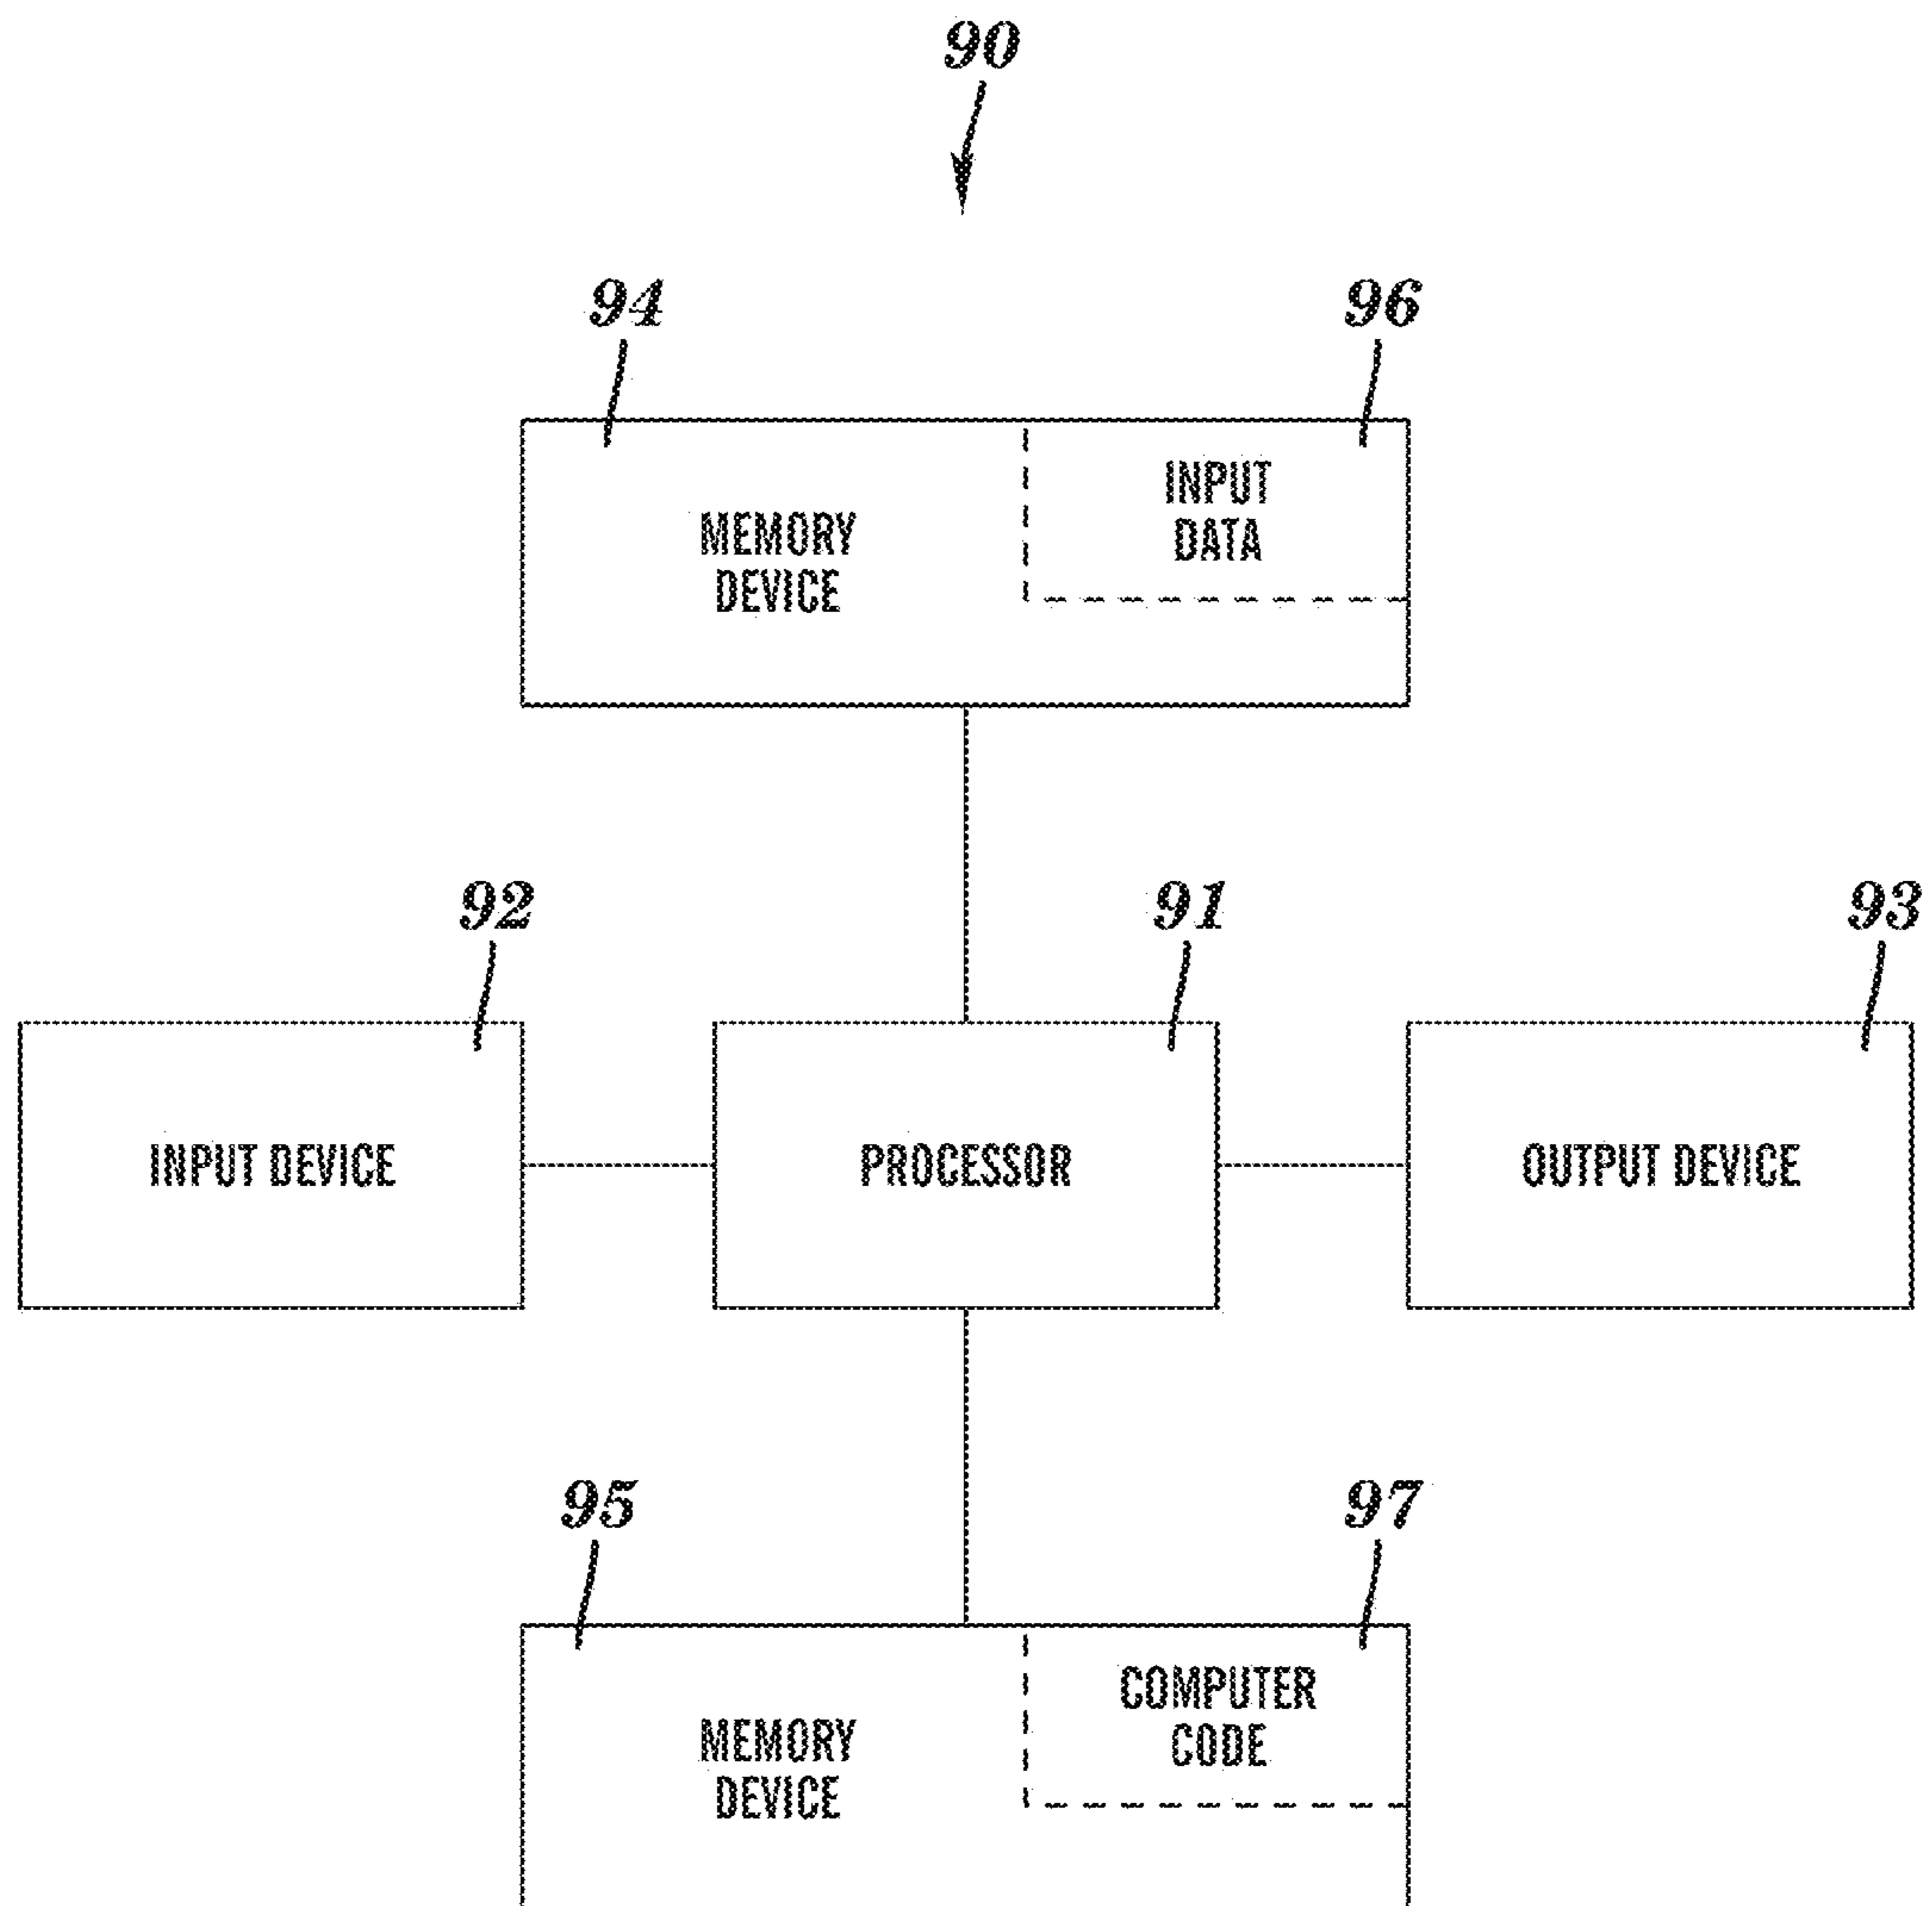 90
94
96
MEMORY
DEVICE
INPUT
DATA
92
91
93
INPUT DEVICE
PROCESSOR
OUTPUT DEVICE
95
97
MEMORY
DEVICE
COMPUTER
CODE